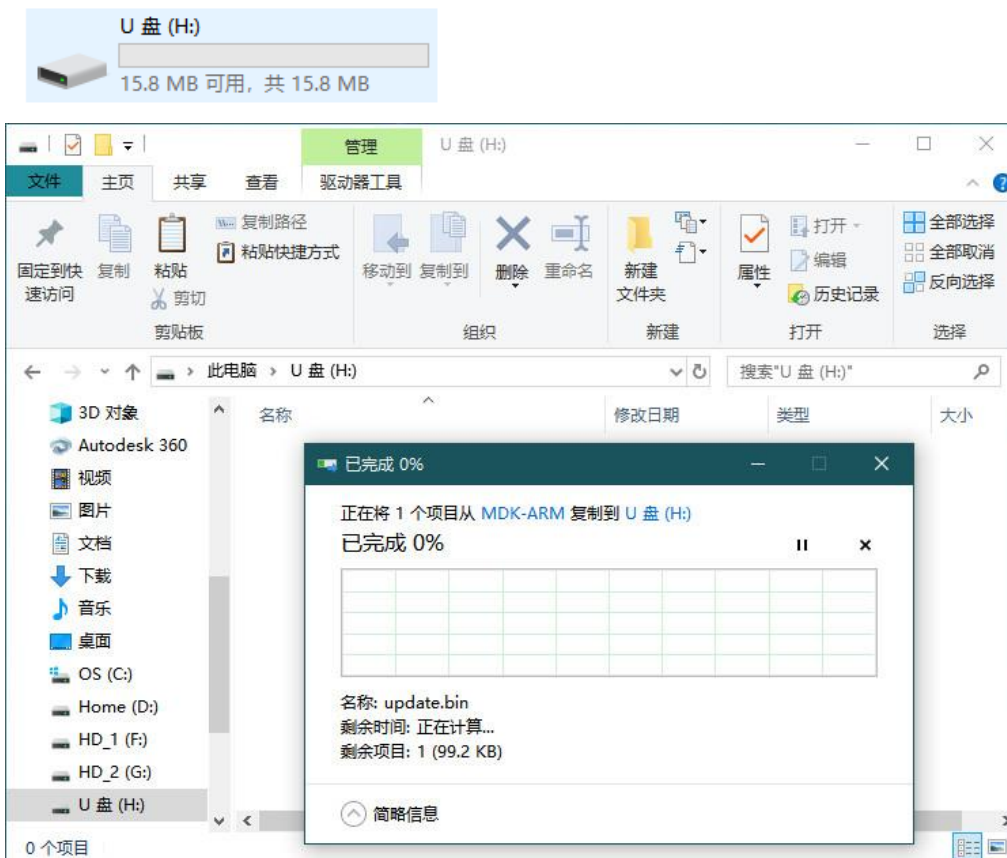 U 盘 (H:)
15.8 MB 可用, 共 15.8 MB
管理
U 盘 (H:)
文件
主页
共享
查看
驱动器工具
固定到快
速访问
复制
粘贴
复制路径
粘贴快捷方式
剪切
剪贴板
移动到
复制到
删除
重命名
组织
新建
文件夹
新建
属性
打开
编辑
历史记录
打开
全部选择
全部取消
反向选择
选择
此电脑 › U 盘 (H:)
搜索"U 盘 (H:)"
名称
修改日期
类型
大小
3D 对象
Autodesk 360
视频
图片
文档
下载
音乐
桌面
OS (C:)
Home (D:)
HD_1 (F:)
HD_2 (G:)
U 盘 (H:)
已完成 0%
正在将 1 个项目从 MDK-ARM 复制到 U 盘 (H:)
已完成 0%
名称: update.bin
剩余时间: 正在计算...
剩余项目: 1 (99.2 KB)
简略信息
0 个项目